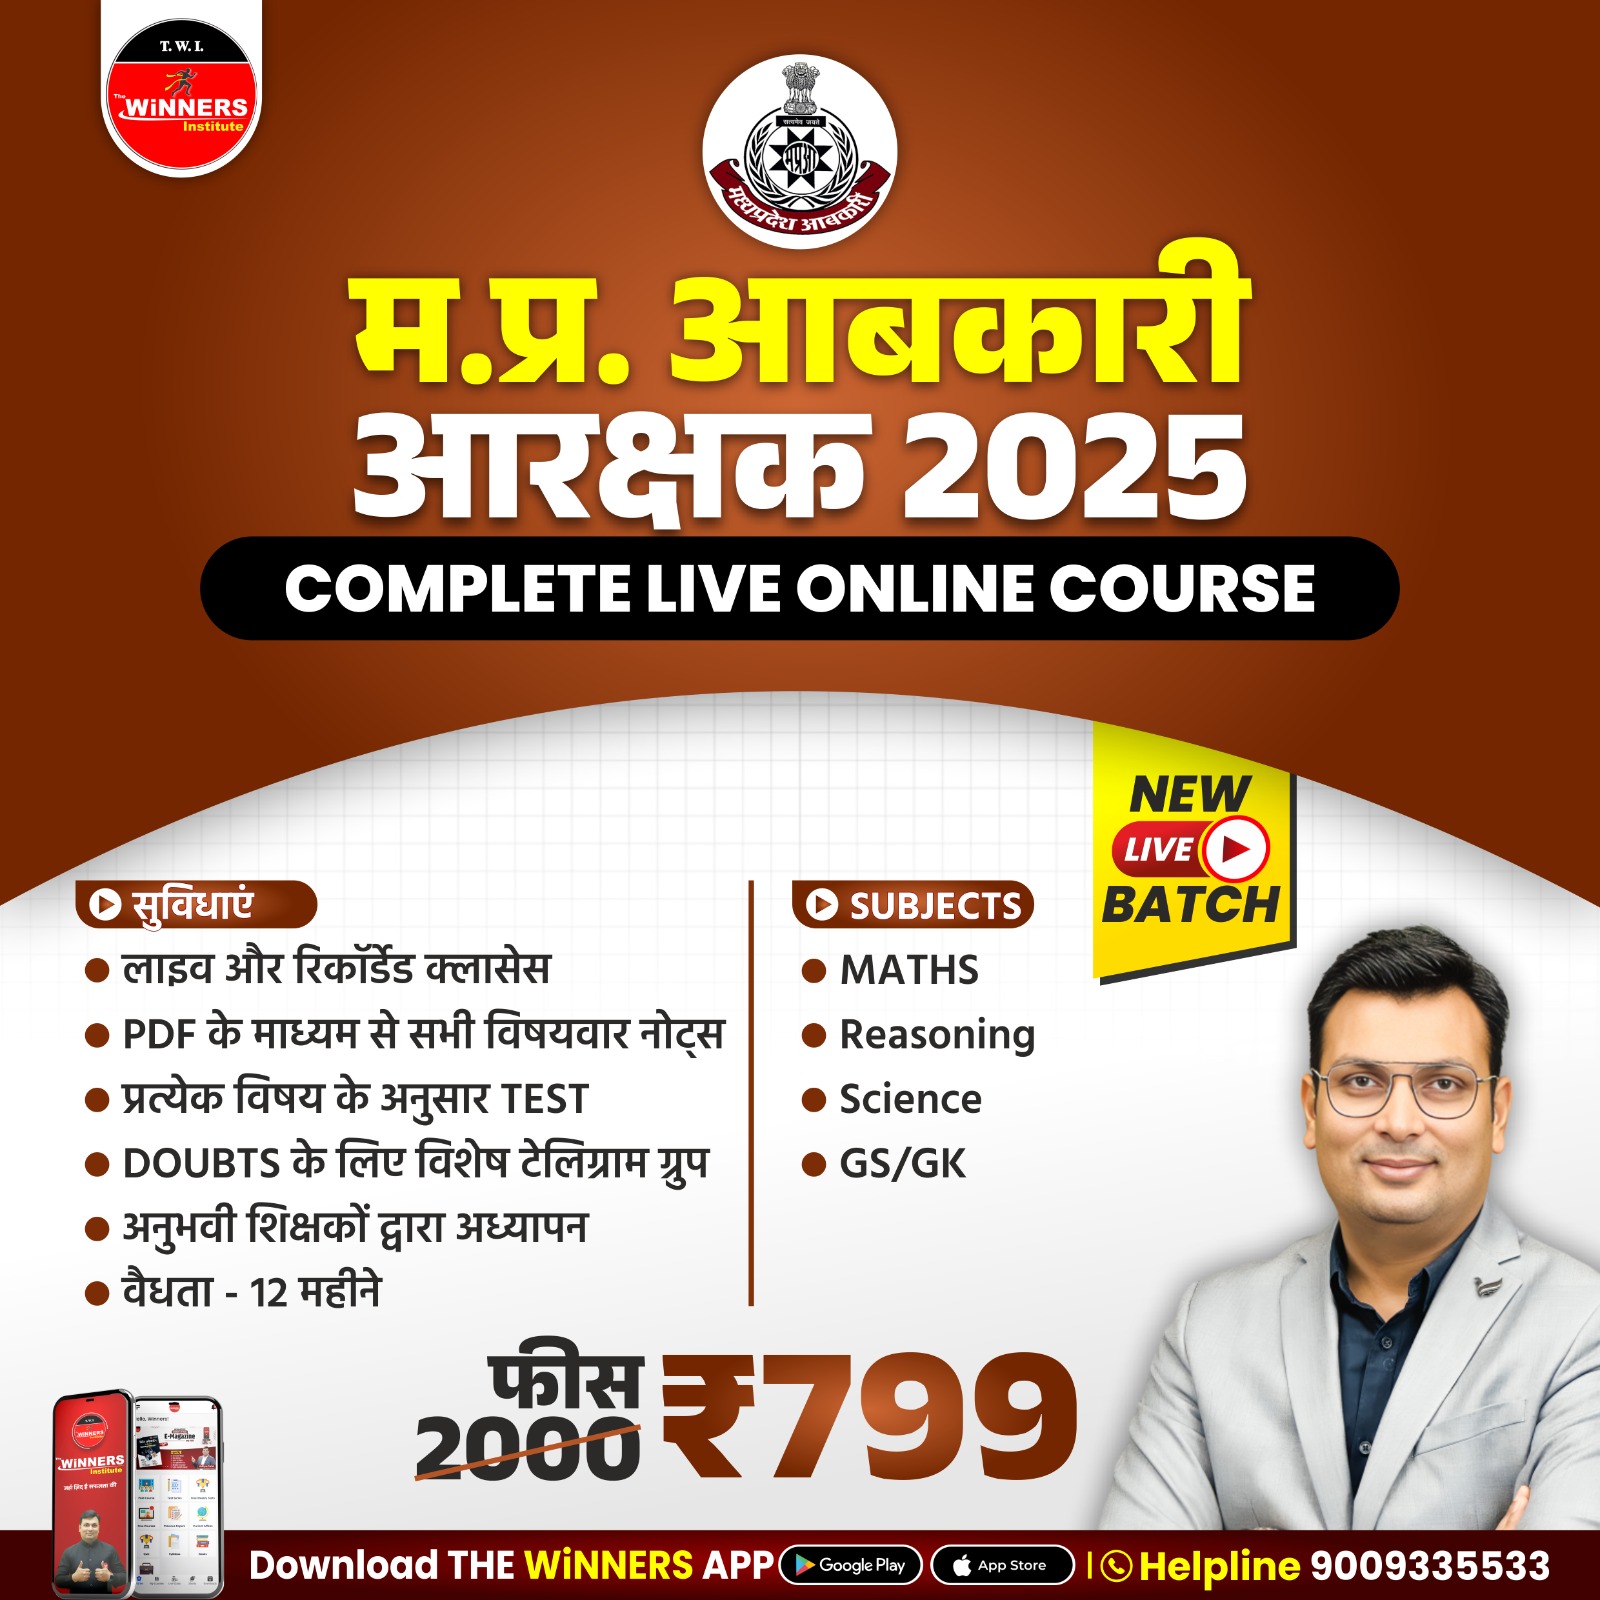 T. W. I.
The WiNNERS
Institute
सत्यमेव जयते
मध्यप्रदेश आबकारी
म.प्र. आबकारी
आरक्षक 2025
COMPLETE LIVE ONLINE COURSE
NEW
LIVE
BATCH
सुविधाएं
लाइव और रिकॉर्डेड क्लासेस
PDF के माध्यम से सभी विषयवार नोट्स
प्रत्येक विषय के अनुसार TEST
DOUBTS के लिए विशेष टेलिग्राम ग्रुप
अनुभवी शिक्षकों द्वारा अध्यापन
वैधता - 12 महीने
SUBJECTS
MATHS
Reasoning
Science
GS/GK
फीस
2000 ₹799
WiNNERS
Institute
E-Magazine
Download THE WiNNERS APP Google Play App Store | Helpline 9009335533